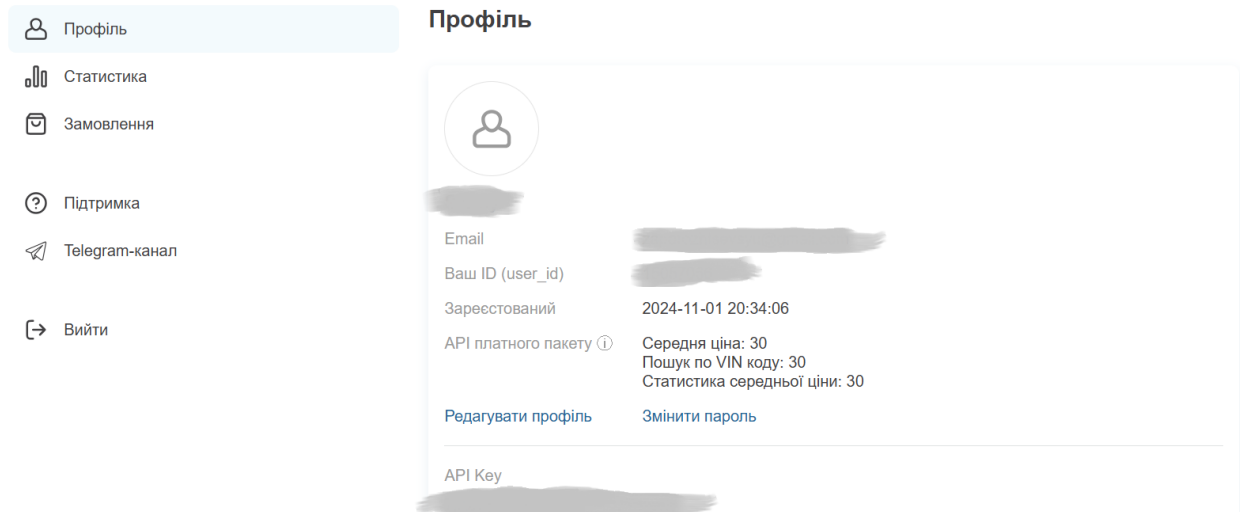 Профіль
Статистика
Замовлення
Підтримка
Telegram-канал
Вийти
Профіль
Email
Ваш ID (user_id)
Зареєстрований 2024-11-01 20:34:06
API платного пакету Середня ціна: 30
Пошук по VIN коду: 30
Статистика середньої ціни: 30
Редагувати профіль Змінити пароль
API Key